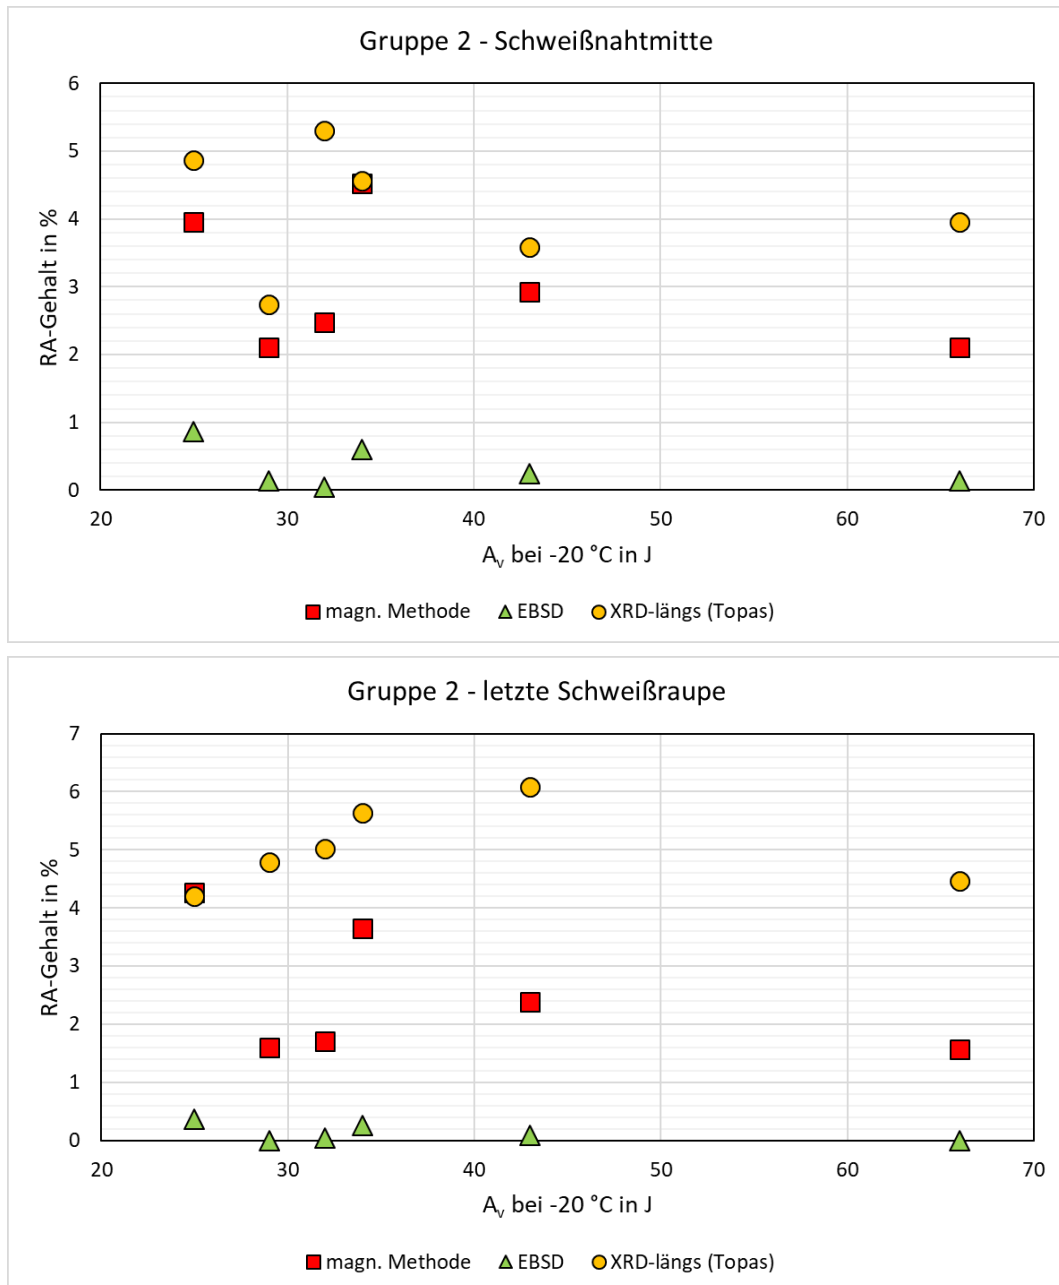 Gruppe 2 - Schweißnahtmitte
6
5
4
3
2
1
0
RA-Gehalt in %
20 30 40 50 60 70
Av bei -20 °C in J
magn. Methode EBSD XRD-längs (Topas)
Gruppe 2 - letzte Schweißraupe
7
6
5
4
3
2
1
0
RA-Gehalt in %
20 30 40 50 60 70
Av bei -20 °C in J
magn. Methode EBSD XRD-längs (Topas)